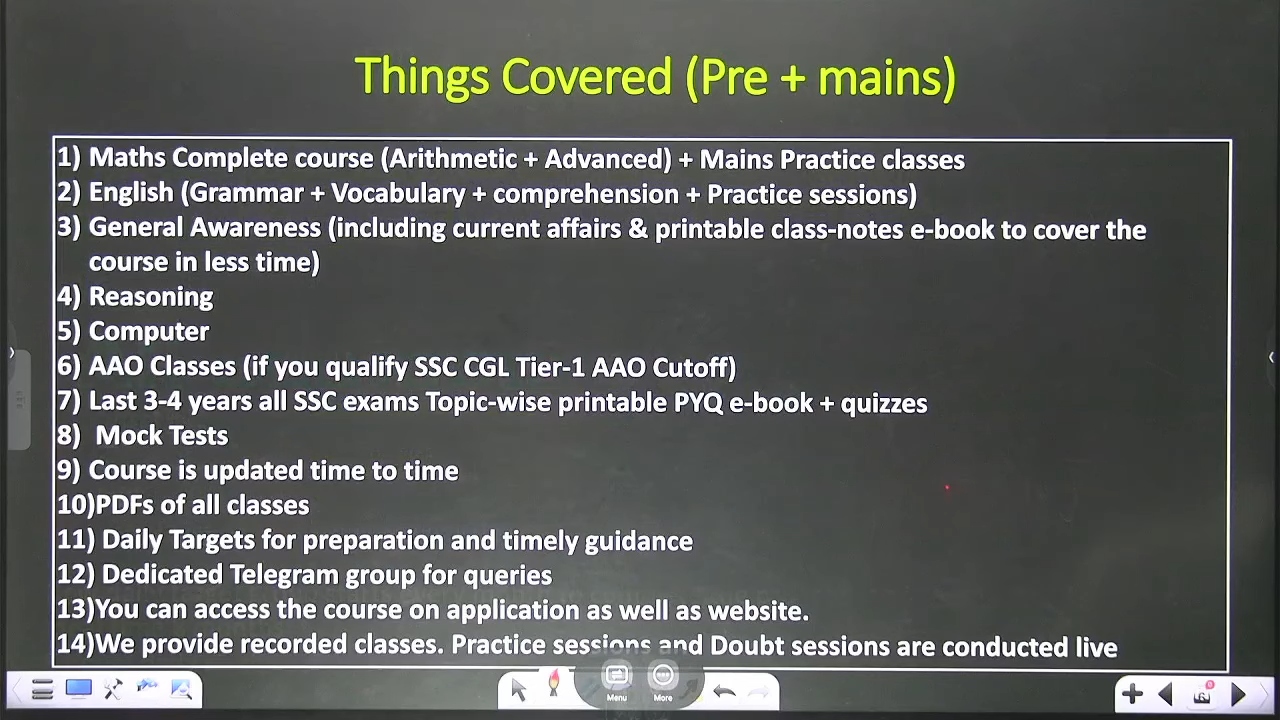 Things Covered (Pre + mains)
1) Maths Complete course (Arithmetic + Advanced) + Mains Practice classes
2) English (Grammar + Vocabulary + comprehension + Practice sessions)
3) General Awareness (including current affairs & printable class-notes e-book to cover the
course in less time)
4) Reasoning
5) Computer
6) AAO Classes (if you qualify SSC CGL Tier-1 AAO Cutoff)
7) Last 3-4 years all SSC exams Topic-wise printable PYQ e-book + quizzes
8) Mock Tests
9) Course is updated time to time
10)PDFs of all classes
11) Daily Targets for preparation and timely guidance
12) Dedicated Telegram group for queries
13)You can access the course on application as well as website.
14)We provide recorded classes. Practice sessions and Doubt sessions are conducted live
Menu
More